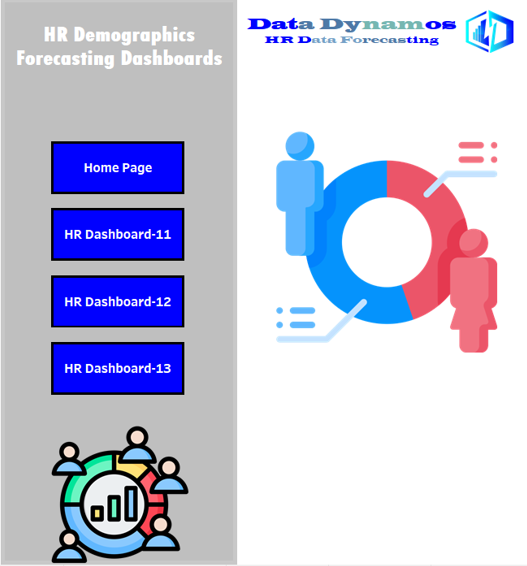 HR Demographics
Forecasting Dashboards
Home Page
HR Dashboard-11
HR Dashboard-12
HR Dashboard-13
Data Dynamos
HR Data Forecasting